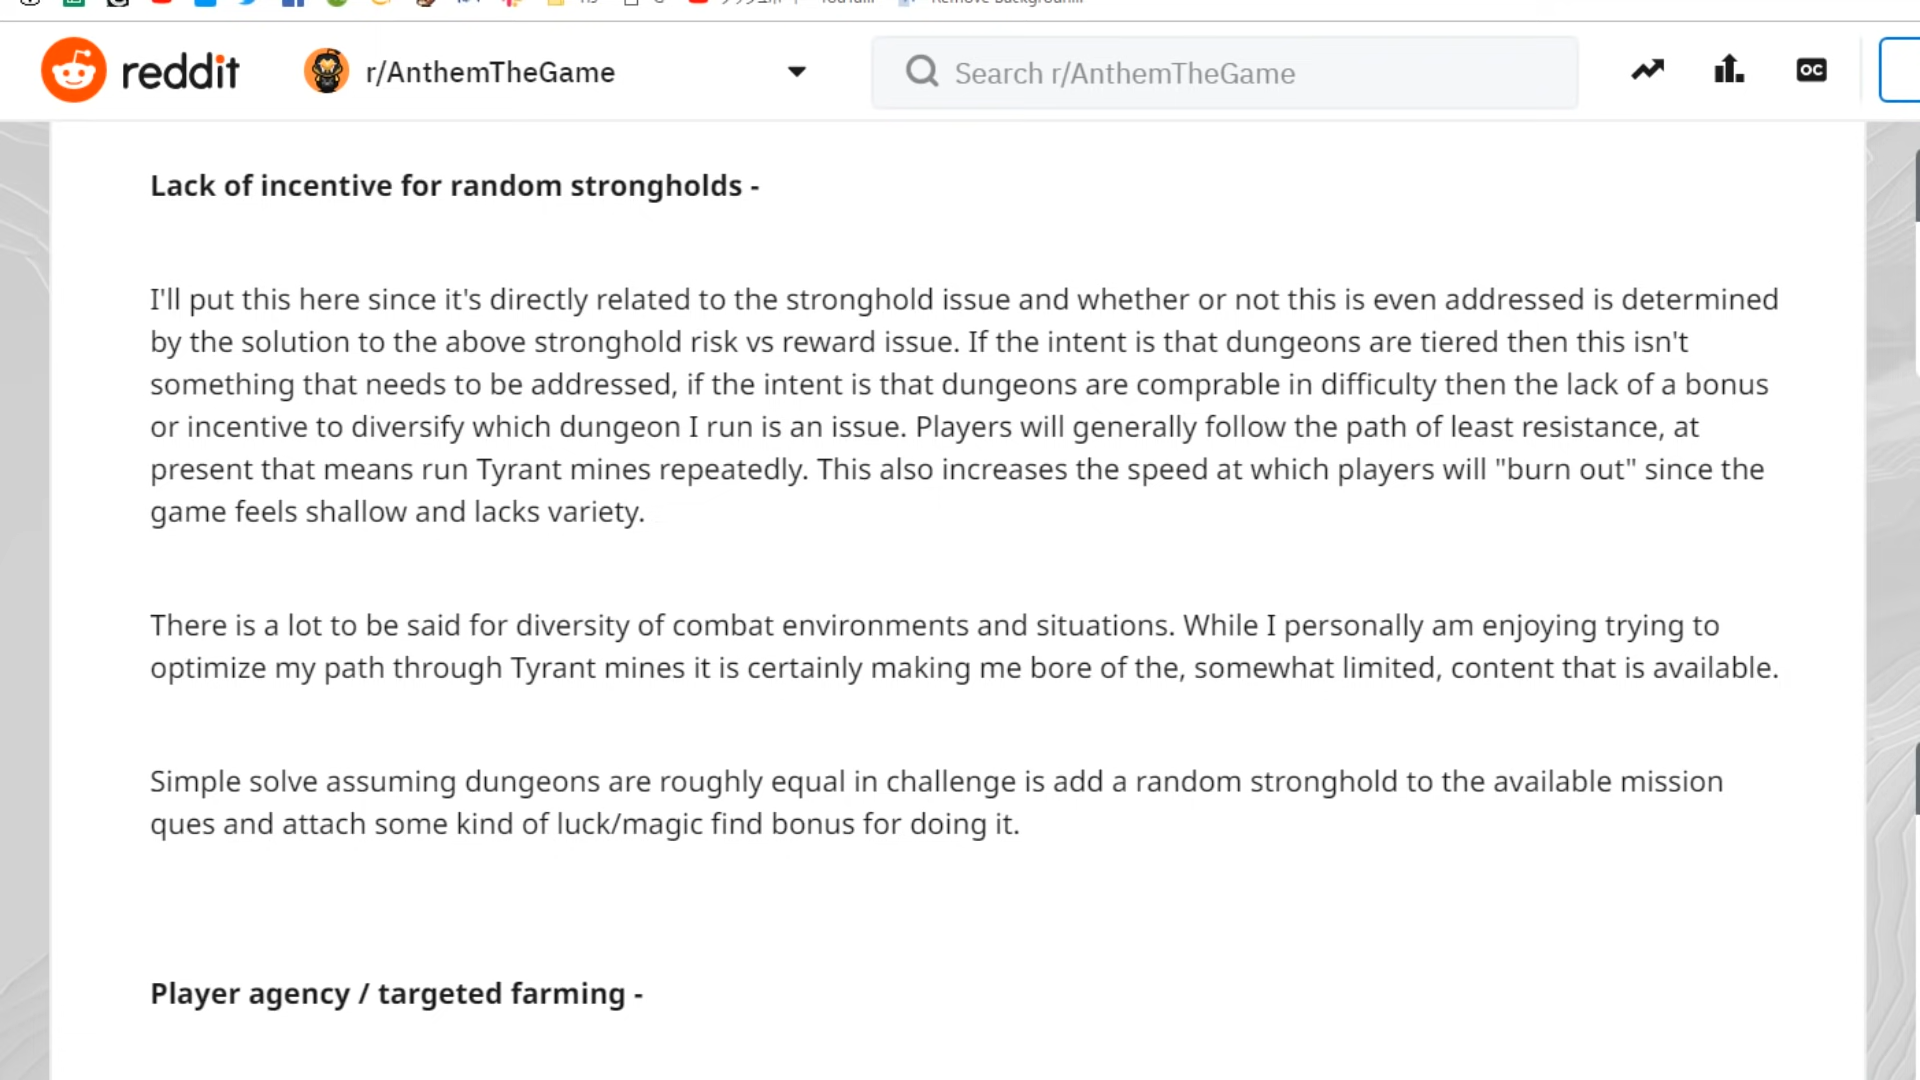 reddit r/AnthemTheGame Search r/AnthemTheGame OC
Lack of incentive for random strongholds -
I'll put this here since it's directly related to the stronghold issue and whether or not this is even addressed is determined
by the solution to the above stronghold risk vs reward issue. If the intent is that dungeons are tiered then this isn't
something that needs to be addressed, if the intent is that dungeons are comprable in difficulty then the lack of a bonus
or incentive to diversify which dungeon I run is an issue. Players will generally follow the path of least resistance, at
present that means run Tyrant mines repeatedly. This also increases the speed at which players will "burn out" since the
game feels shallow and lacks variety.
There is a lot to be said for diversity of combat environments and situations. While I personally am enjoying trying to
optimize my path through Tyrant mines it is certainly making me bore of the, somewhat limited, content that is available.
Simple solve assuming dungeons are roughly equal in challenge is add a random stronghold to the available mission
ques and attach some kind of luck/magic find bonus for doing it.
Player agency / targeted farming -